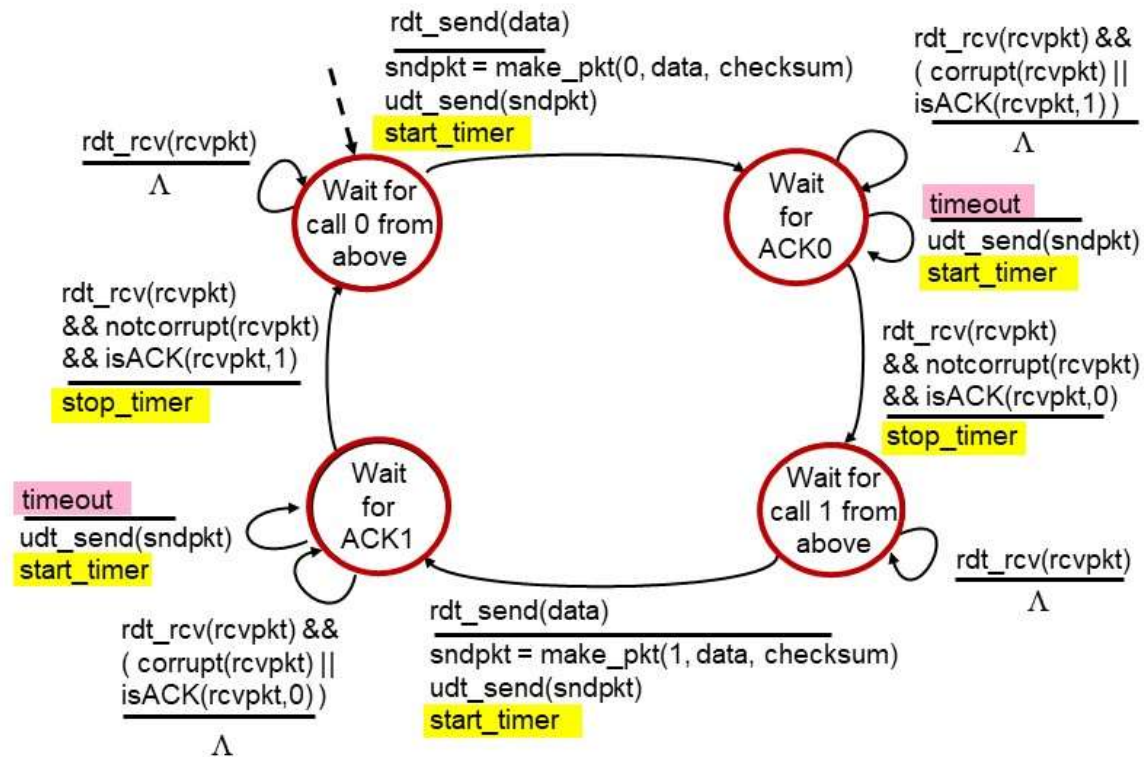 rdt_send(data)
sndpkt = make_pkt(0, data, checksum)
udt_send(sndpkt)
start_timer
rdt_rcv(rcvpkt) &&
( corrupt(rcvpkt) ||
isACK(rcvpkt,1) )
Λ
rdt_rcv(rcvpkt)
Λ
Wait for
call 0 from
above
Wait
for
ACK0
timeout
udt_send(sndpkt)
start_timer
rdt_rcv(rcvpkt)
&& notcorrupt(rcvpkt)
&& isACK(rcvpkt,1)
stop_timer
rdt_rcv(rcvpkt)
&& notcorrupt(rcvpkt)
&& isACK(rcvpkt,0)
stop_timer
Wait
for
ACK1
Wait for
call 1 from
above
timeout
udt_send(sndpkt)
start_timer
rdt_rcv(rcvpkt)
Λ
rdt_rcv(rcvpkt) &&
( corrupt(rcvpkt) ||
isACK(rcvpkt,0) )
Λ
rdt_send(data)
sndpkt = make_pkt(1, data, checksum)
udt_send(sndpkt)
start_timer